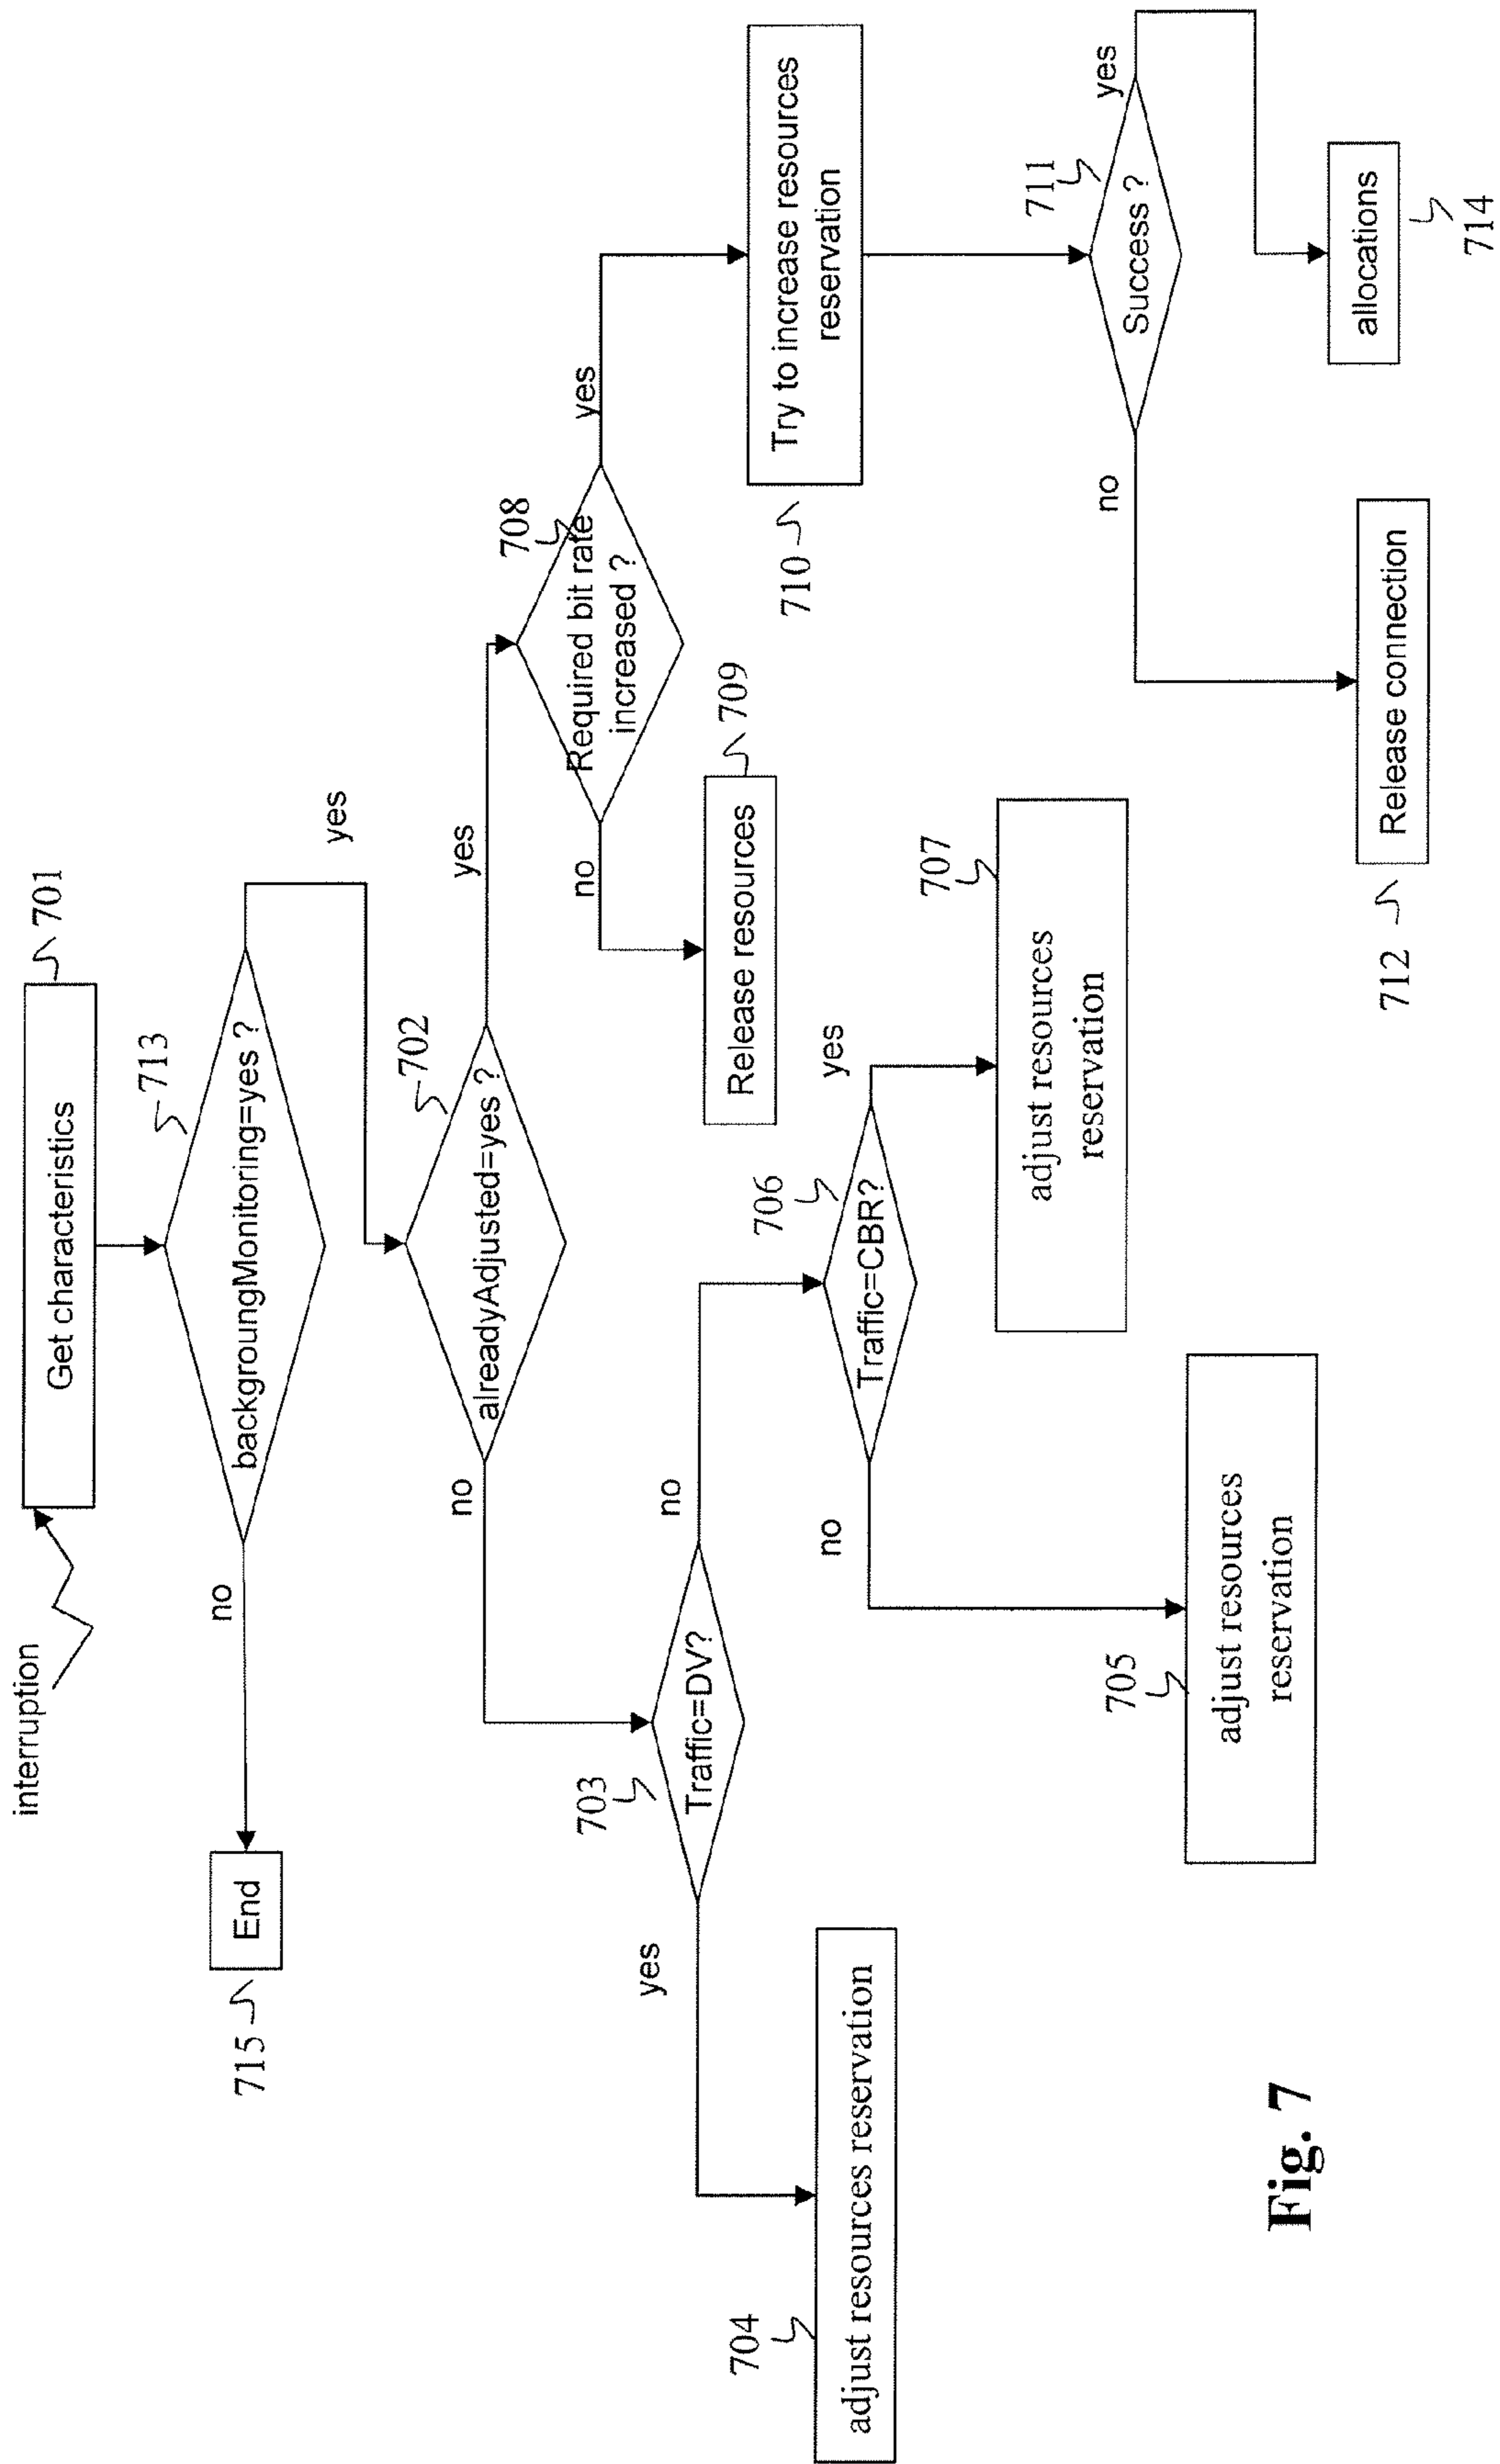 interruption
Get characteristics
701
713
backgroungMonitoring=yes ?
no
yes
End
715
702
alreadyAdjusted=yes ?
no
yes
703
Traffic=DV?
yes
no
704
adjust resources reservation
706
Traffic=CBR?
no
yes
705
adjust resources
reservation
707
adjust resources
reservation
708
Required bit rate
increased ?
no
yes
Release resources
709
710
Try to increase resources
reservation
711
Success ?
no
yes
712
Release connection
allocations
714
Fig. 7